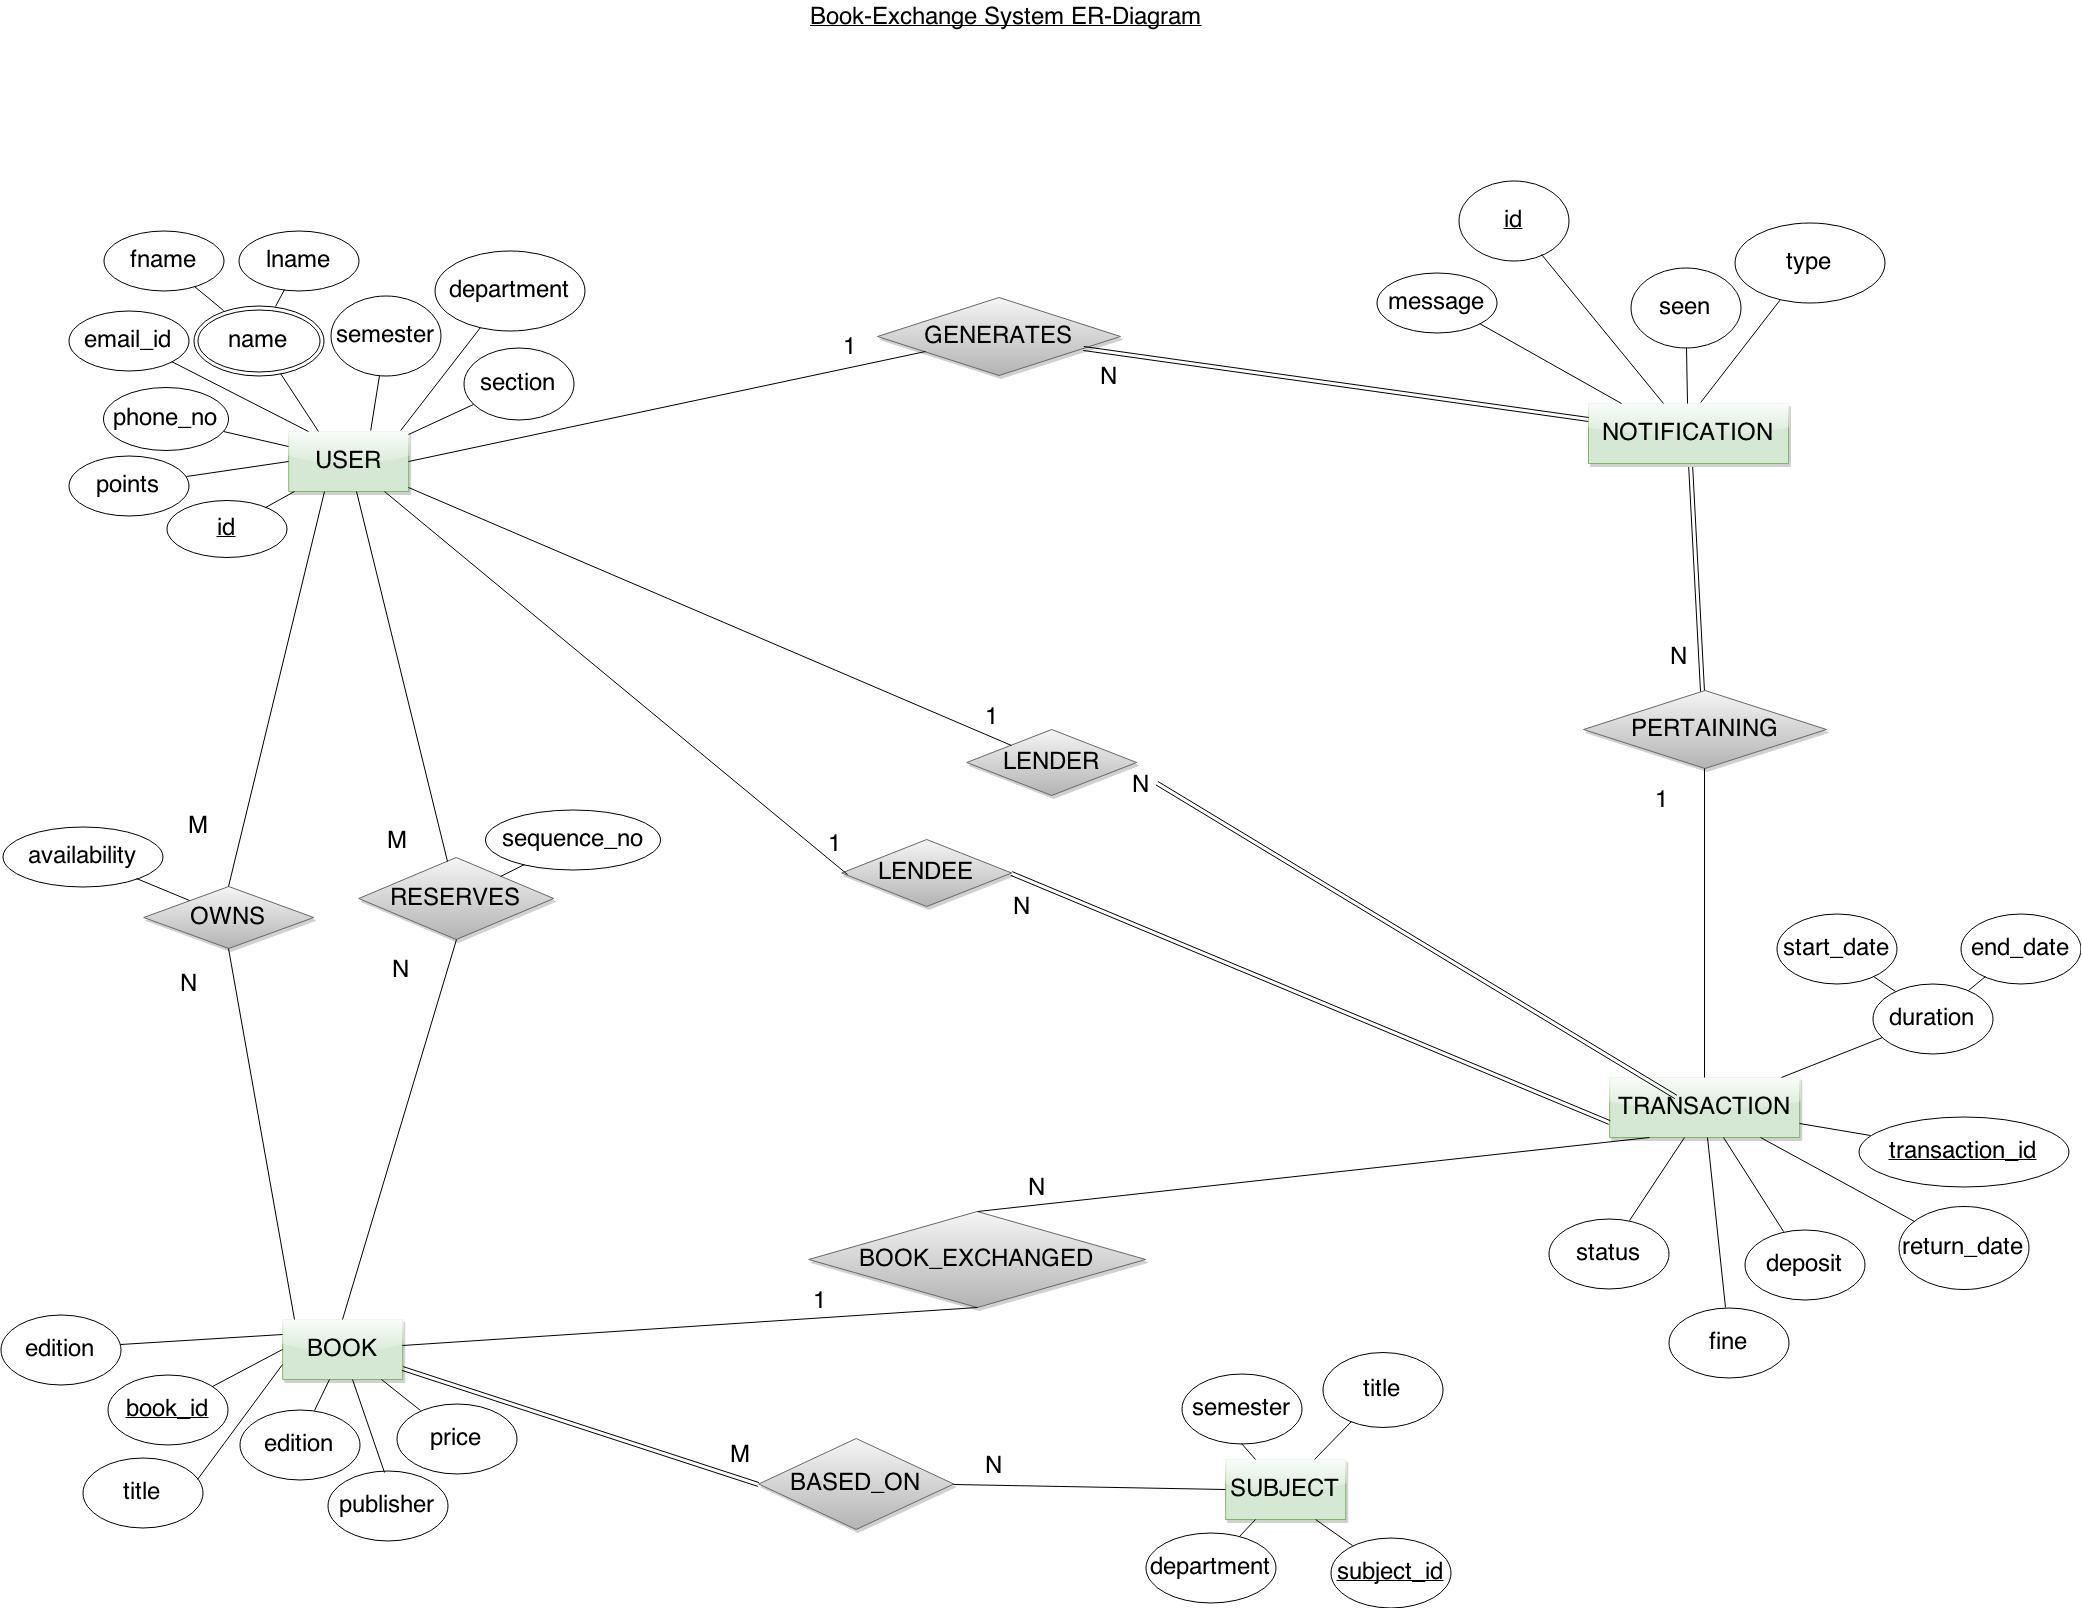 Book-Exchange System ER-Diagram
id
fname
lname
type
department
message
seen
email_id
name
semester
GENERATES
1
N
section
phone_no
NOTIFICATION
USER
points
id
N
1
LENDER
N
PERTAINING
1
M
M
sequence_no
1
availability
LENDEE
RESERVES
N
OWNS
N
N
start_date
end_date
duration
TRANSACTION
transaction_id
N
BOOK_EXCHANGED
status
deposit
return_date
1
fine
edition
BOOK
book_id
semester
title
edition
price
M
N
BASED_ON
SUBJECT
title
publisher
department
subject_id